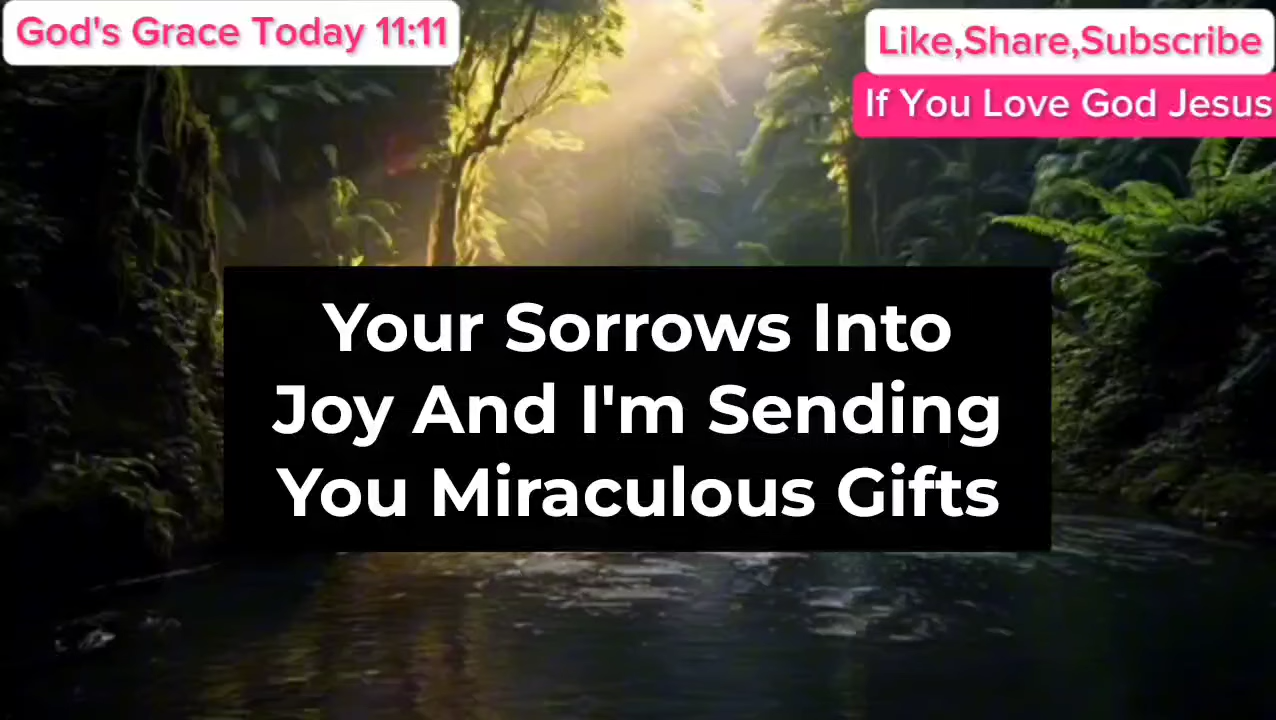 God's Grace Today 11:11
Like,Share,Subscribe
If You Love God Jesus
Your Sorrows Into
Joy And I'm Sending
You Miraculous Gifts